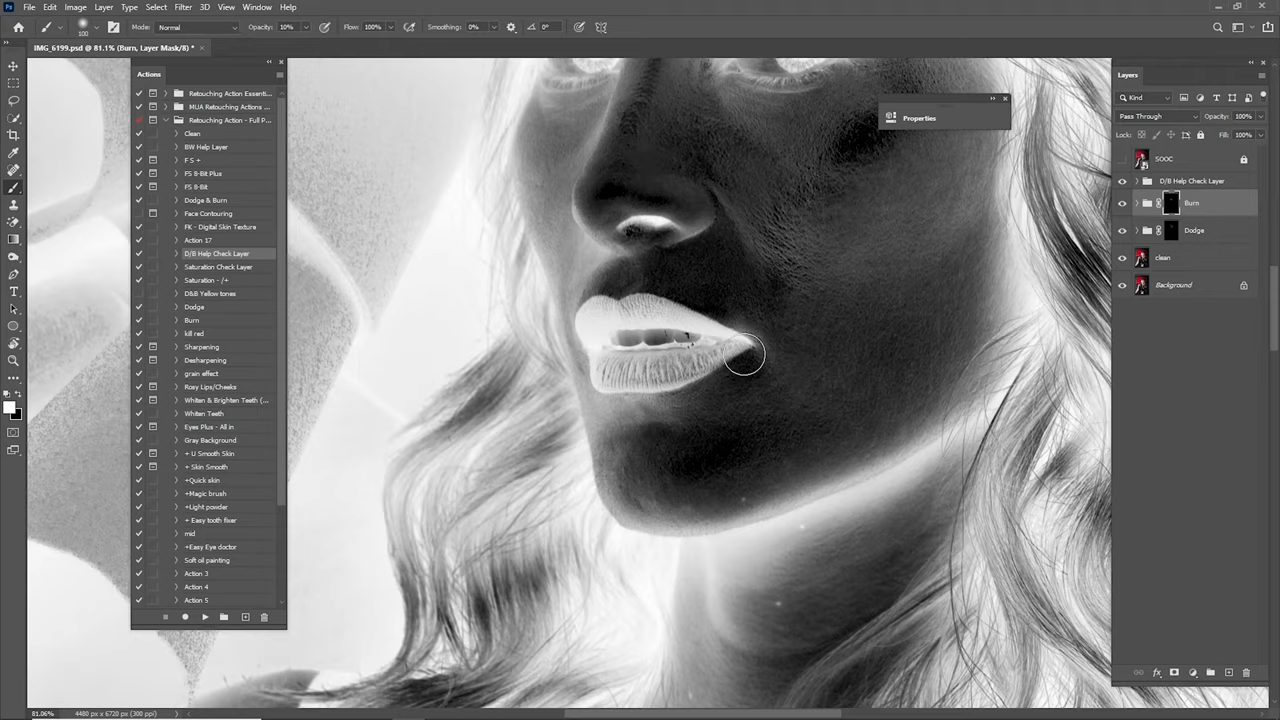 Ps File Edit Image Layer Type Select Filter 3D View Window Help
100 Mode: Normal Opacity: 10% Flow: 100% Smoothing: 0% 0°
IMG_6199.psd @ 81.1% (Burn, Layer Mask/8) *
Actions
Retouching Action Essenti...
MUA Retouching Actions ...
Retouching Action - Full P...
Clean
BW Help Layer
F S +
FS 8-Bit Plus
FS 8-Bit
Dodge & Burn
Face Contouring
FK - Digital Skin Texture
Action 17
D/B Help Check Layer
Saturation Check Layer
Saturation - /+
D&B Yellow tones
Dodge
Burn
kill red
Sharpening
Desharpening
grain effect
Rosy Lips/Cheeks
Whiten & Brighten Teeth (...
Whiten Teeth
Eyes Plus - All in
Gray Background
+ U Smooth Skin
+ Skin Smooth
+Quick skin
+Magic brush
+Light powder
+ Easy tooth fixer
mid
+Easy Eye doctor
Soft oil painting
Action 3
Action 4
Action 5
Properties
Layers
Kind
Pass Through Opacity: 100%
Lock: Fill: 100%
SOOC
D/B Help Check Layer
Burn
Dodge
clean
Background
81.06% 4480 px x 6720 px (300 ppi)